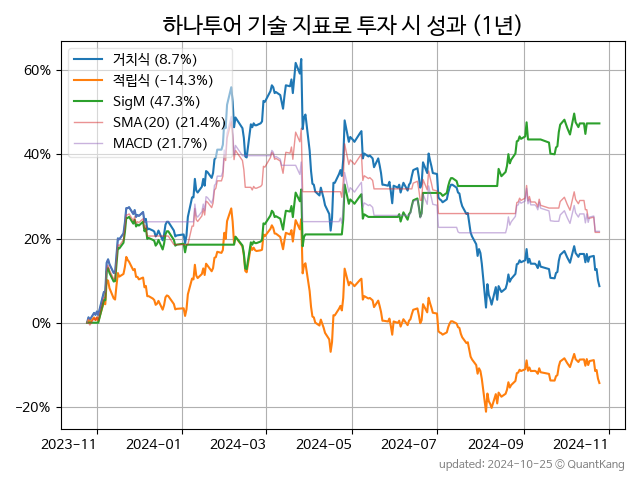 하나투어 기술 지표로 투자 시 성과 (1년)
거치식 (8.7%)
적립식 (−14.3%)
SigM (47.3%)
SMA(20) (21.4%)
MACD (21.7%)
60%
40%
20%
0%
−20%
2023−11 2024−01 2024−03 2024−05 2024−07 2024−09 2024−11
updated: 2024-10-25 © QuantKang